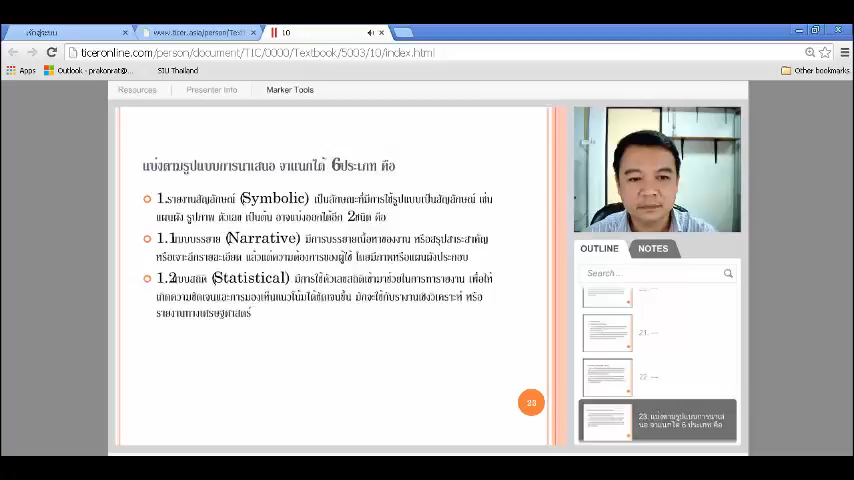 เข้าสู่ระบบ
www.ticer.asia/person/Text
10
ticeronline.com/person/document/TIC/0000/Textbook/5003/10/index.html
Apps
Outlook - prakonrat@...
SIU Thailand
Other bookmarks
Resources
Presenter Info
Marker Tools
แบ่งตามรูปแบบการนาเสนอ จาแนกได้ 6ประเภท คือ
1.รายงานสัญลักษณ์ (Symbolic) เป็นลักษณะที่มีการใช้รูปแบบเป็นสัญลักษณ์ เช่น
แผนผัง รูปภาพ ตัวเลข เป็นต้น อาจแบ่งออกได้อีก 2ชนิด คือ
1.1แบบบรรยาย (Narrative) มีการบรรยายเนื้อหาของงาน หรือสรุปสาระสาคัญ
หรือเจาะลึกรายละเอียด แล้วแต่ความต้องการของผู้ใช้ โดยมีภาพหรือแผนผังประกอบ
1.2แบบสถิติ (Statistical) มีการใช้ตัวเลขสถิติเข้ามาช่วยในการทารายงาน เพื่อให้
เกิดความชัดเจนและการมองเห็นแนวโน้มได้ชัดเจนขึ้น มักจะใช้กับรางานเชิงวิเคราะห์ หรือ
รายงานทางเศรษฐศาสตร์
23
OUTLINE
NOTES
Search...
21. ---
22. ---
23. แบ่งตามรูปแบบการนาเส
นอ จาแนกได้ 6 ประเภท คือ